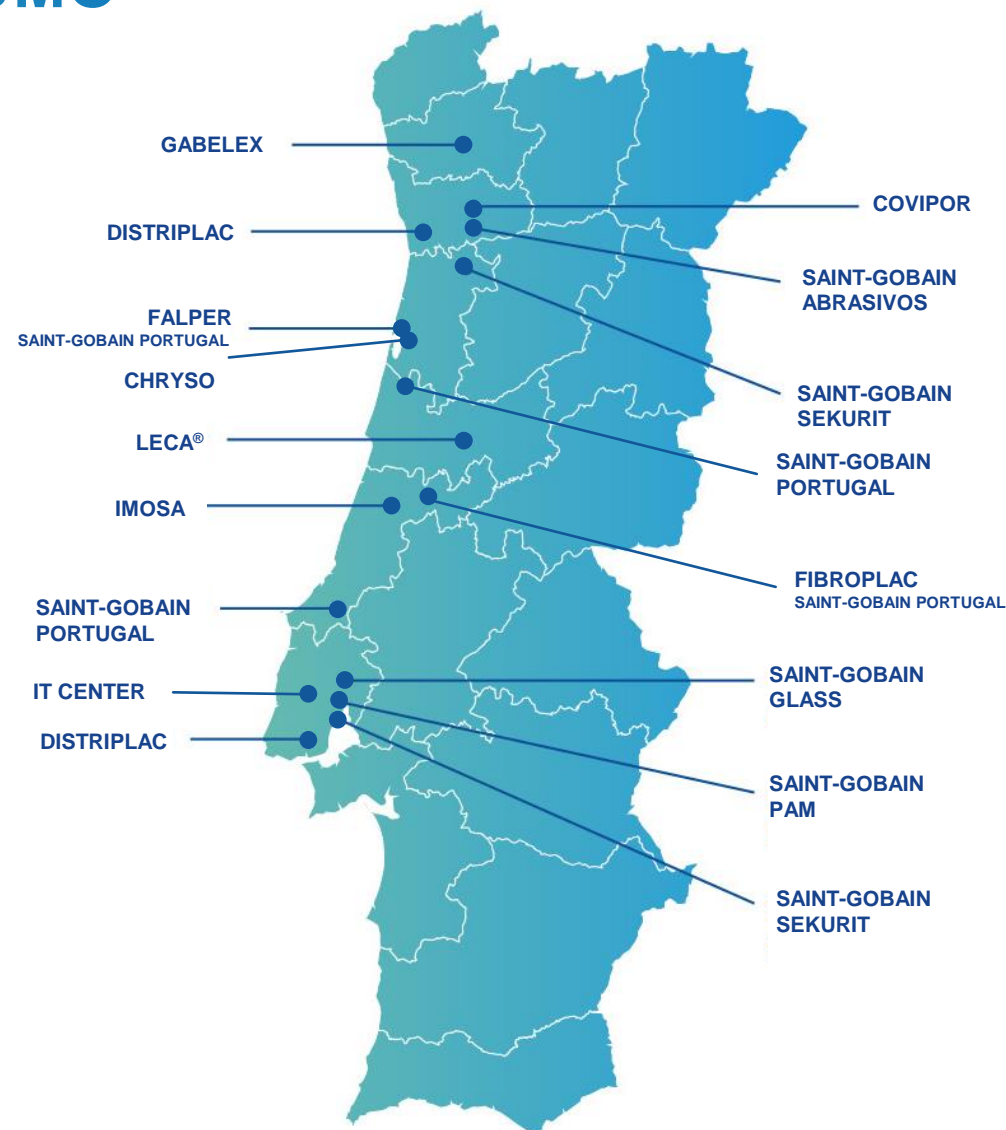 GABELEX
COVIPOR
DISTRIPLAC
SAINT-GOBAIN
ABRASIVOS
FALPER
SAINT-GOBAIN PORTUGAL
CHRYSO
SAINT-GOBAIN
SEKURIT
LECA®
SAINT-GOBAIN
PORTUGAL
IMOSA
FIBROPLAC
SAINT-GOBAIN PORTUGAL
SAINT-GOBAIN
PORTUGAL
SAINT-GOBAIN
GLASS
IT CENTER
DISTRIPLAC
SAINT-GOBAIN
PAM
SAINT-GOBAIN
SEKURIT